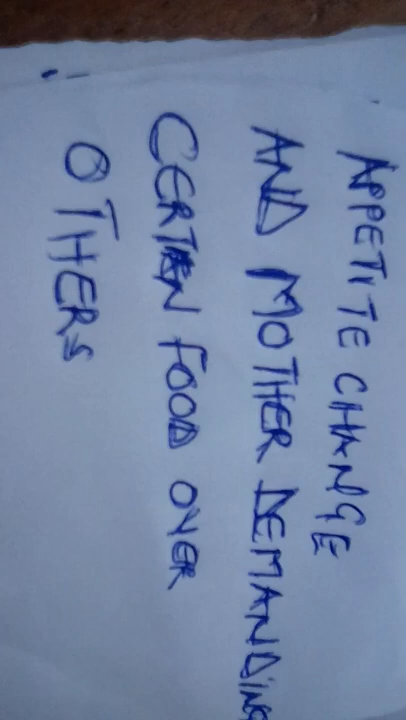 APPETITE CHANGE
AND MOTHER DEMANDING
CERTAIN FOOD OVER
OTHERS